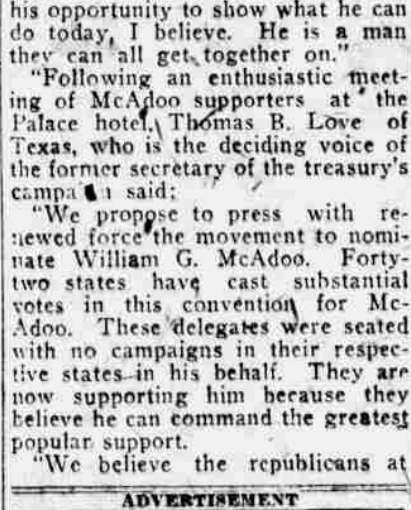 his opportunity to show what he can
do today, I believe. He is a man
they can all get together on."
"Following an enthusiastic meet-
ing of McAdoo supporters at the
Palace hotel, Thomas B. Love of
Texas, who is the deciding voice of
the former secretary of the treasury's
campa n said:
"We propose to press with re-
newed force the movement to nomi-
nate William G. McAdoo. Forty-
two states have cast substantial
votes in this convention for Mc-
Adoo. These delegates were seated
with no campaigns in their respec-
tive states in his behalf. They are
now supporting him because they
believe he can command the greatest
popular support.
"We believe the republicans at
ADVERTISEMENT